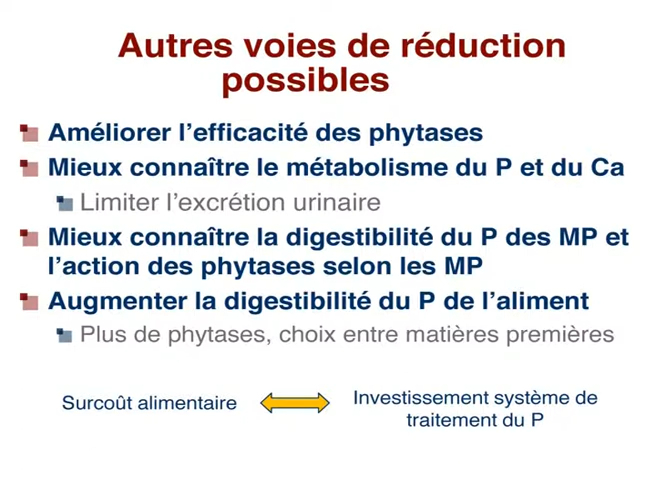 Autres voies de réduction
possibles
Améliorer l’efficacité des phytases
Mieux connaître le métabolisme du P et du Ca
Limiter l’excrétion urinaire
Mieux connaître la digestibilité du P des MP et
l’action des phytases selon les MP
Augmenter la digestibilité du P de l’aliment
Plus de phytases, choix entre matières premières
Surcoût alimentaire
Investissement système de
traitement du P